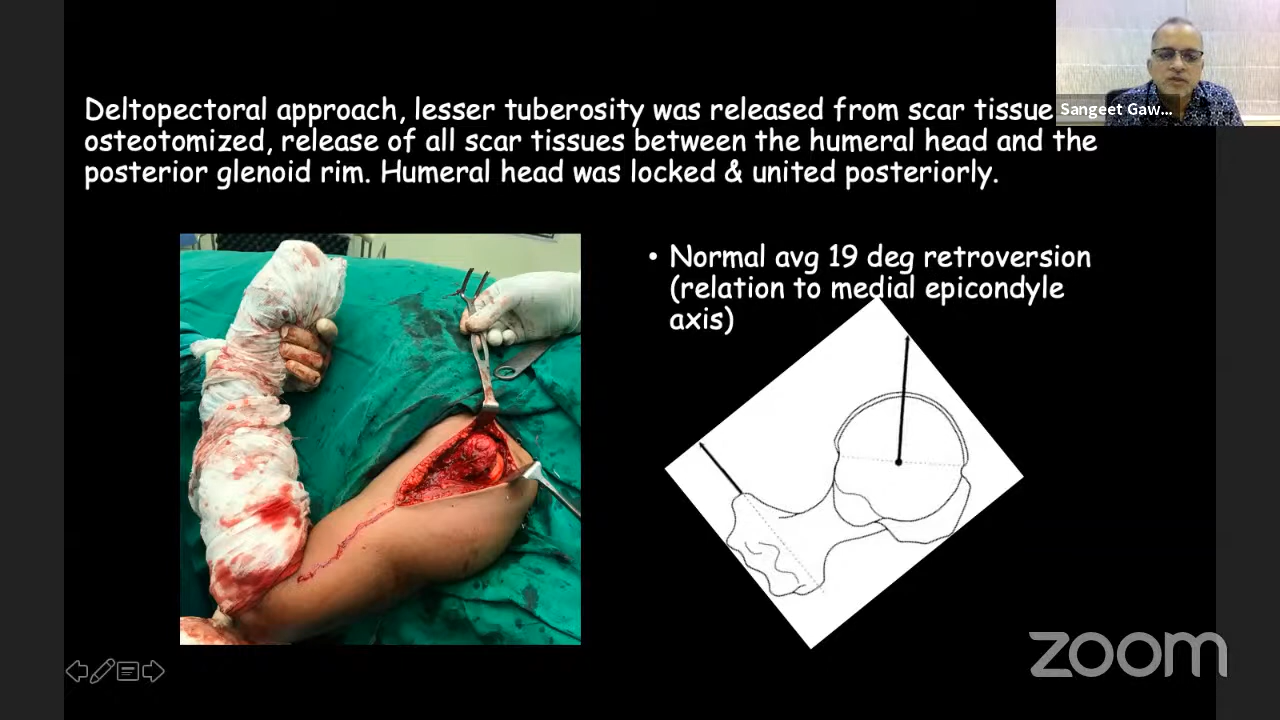 Deltopectoral approach, lesser tuberosity was released from scar tissue
osteotomized, release of all scar tissues between the humeral head and the
posterior glenoid rim. Humeral head was locked & united posteriorly.
Sangeet Gaw...
• Normal avg 19 deg retroversion
(relation to medial epicondyle
axis)
zoom